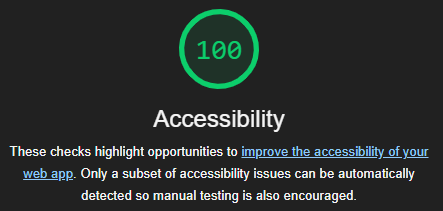 100
Accessibility
These checks highlight opportunities to improve the accessibility of your
web app. Only a subset of accessibility issues can be automatically
detected so manual testing is also encouraged.